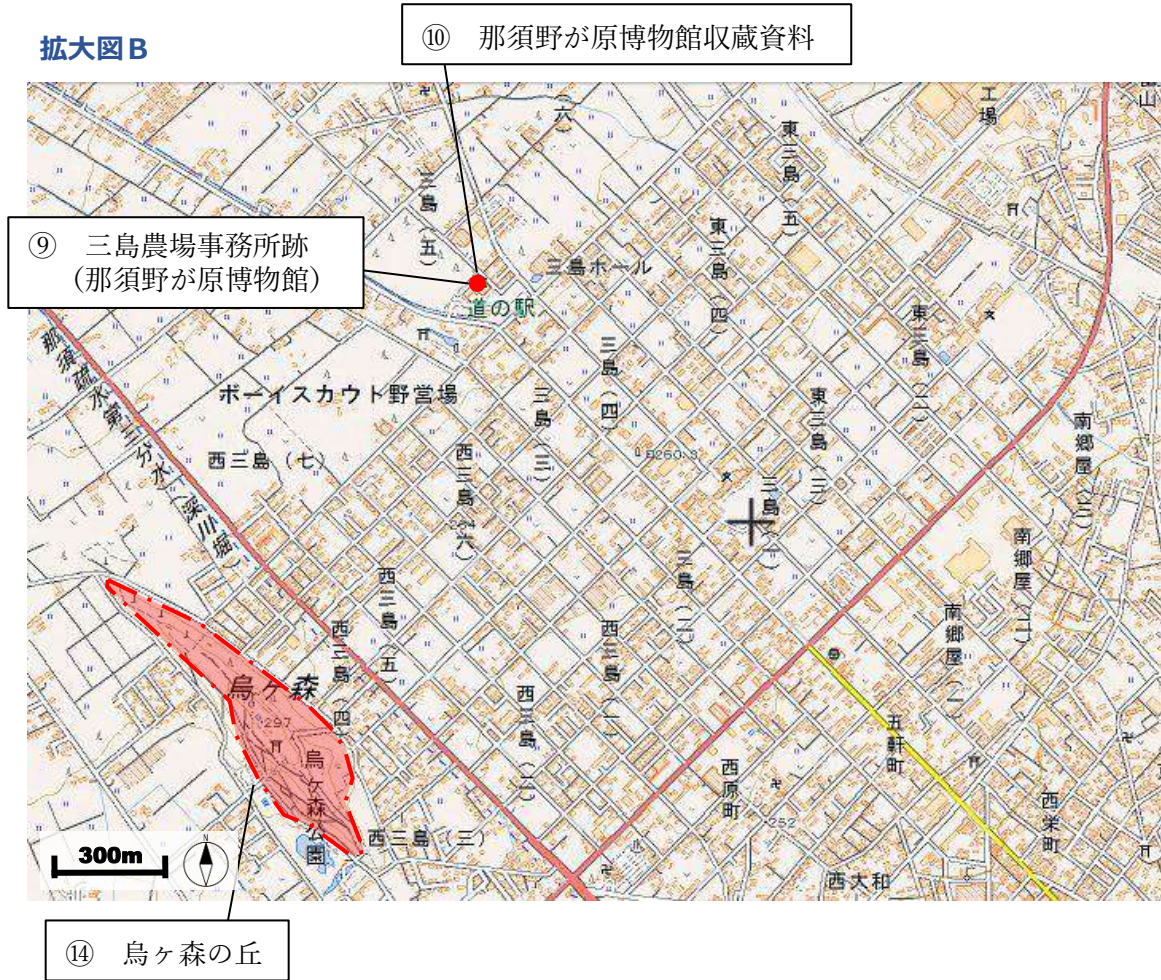 拡大図B
⑩ 那須野が原博物館収蔵資料
⑨ 三島農場事務所跡
(那須野が原博物館)
工場
(六)
東三島(五)
三島(五)
東三島(四)
三島ホール
道の駅
東三島(二)
三島(四)
那須疏水第三分水(深川堀)
ボーイスカウト野営場
三島(三)
東三島(三)
南郷屋(三)
西三島(七)
西三島(六)
260.3
三島(一)
南郷屋(二)
西三島(五)
三島(二)
南郷屋(一)
西三島(四)
西三島(一)
烏ヶ森
297
西三島(二)
五軒町
烏ヶ森公園
西原町
西栄町
252
西三島(三)
西大和
300m
N
⑭ 烏ヶ森の丘